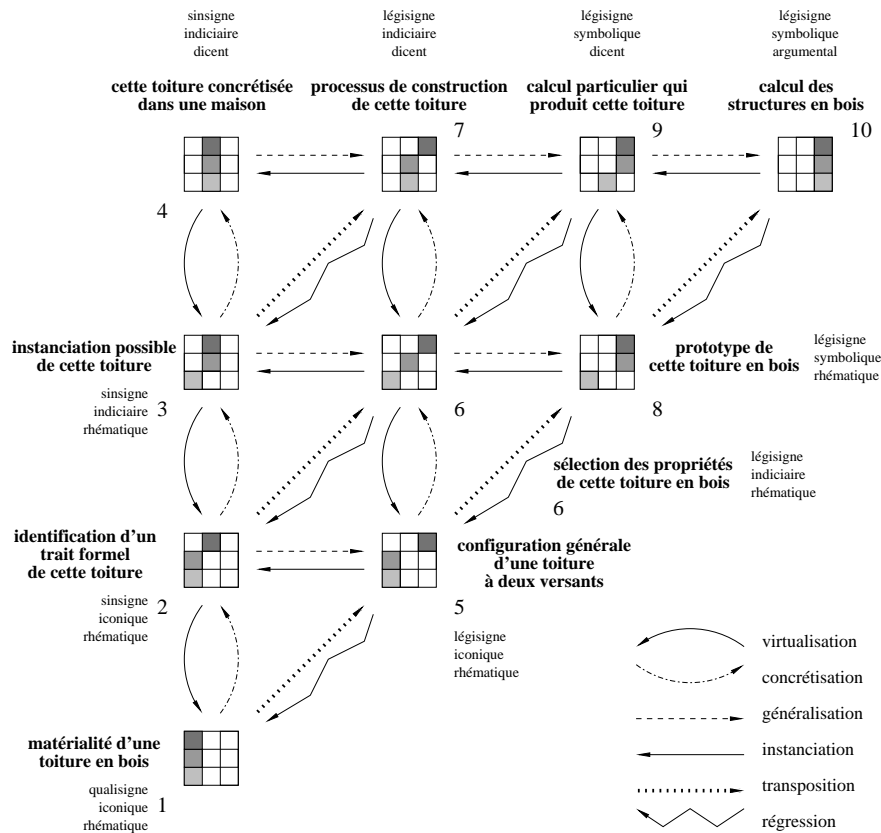 sinsigne
indiciaire
dicent
légisigne
indiciaire
dicent
légisigne
symbolique
dicent
légisigne
symbolique
argumental
cette toiture concrétisée
dans une maison
processus de construction
de cette toiture
calcul particulier qui
produit cette toiture
calcul des
structures en bois
7
9
10
4
instanciation possible
de cette toiture
sinsigne
indiciaire
rhématique
3
6
8
prototype de
cette toiture en bois
légisigne
symbolique
rhématique
sélection des propriétés
de cette toiture en bois
6
légisigne
indiciaire
rhématique
identification d'un
trait formel
de cette toiture
sinsigne
iconique
rhématique
2
configuration générale
d'une toiture
à deux versants
5
légisigne
iconique
rhématique
matérialité d'une
toiture en bois
qualisigne
iconique
rhématique
1
virtualisation
concrétisation
généralisation
instanciation
transposition
régression